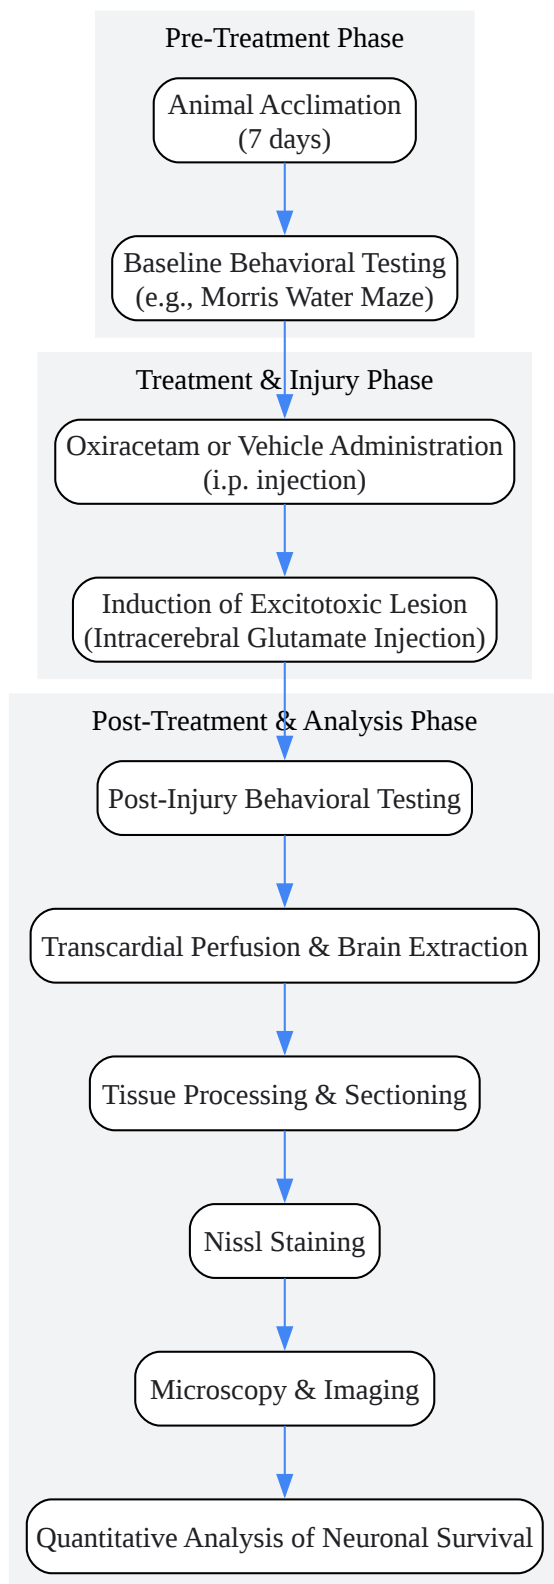 Pre-Treatment Phase
Animal Acclimation
(7 days)
Baseline Behavioral Testing
(e.g., Morris Water Maze)
Treatment & Injury Phase
Oxiracetam or Vehicle Administration
(i.p. injection)
Induction of Excitotoxic Lesion
(Intracerebral Glutamate Injection)
Post-Treatment & Analysis Phase
Post-Injury Behavioral Testing
Transcardial Perfusion & Brain Extraction
Tissue Processing & Sectioning
Nissl Staining
Microscopy & Imaging
Quantitative Analysis of Neuronal Survival